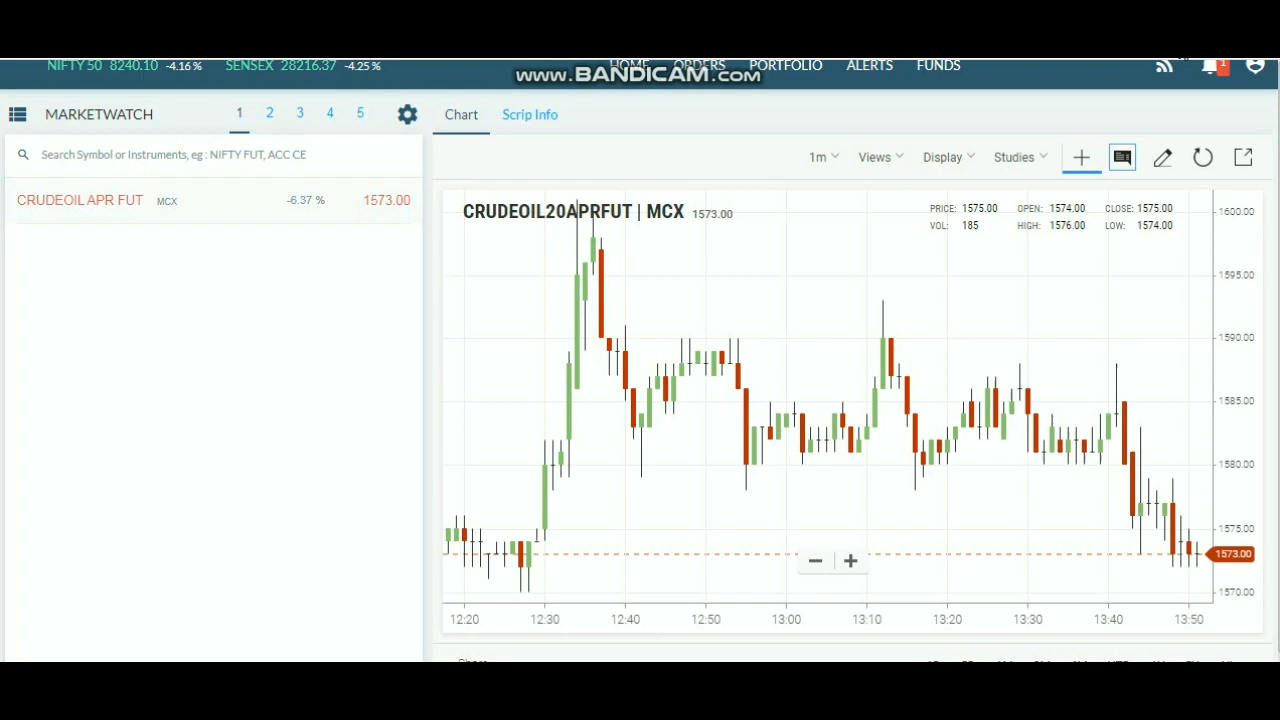 NIFTY 50 8240.10 -4.16 % SENSEX 28216.37 -4.25 % HOME ORDERS PORTFOLIO ALERTS FUNDS 1
www.BANDICAM.com
MARKETWATCH 1 2 3 4 5 Chart Scrip Info
Search Symbol or Instruments, eg : NIFTY FUT, ACC CE
1m Views Display Studies
CRUDEOIL APR FUT MCX -6.37 % 1573.00
CRUDEOIL20APRFUT | MCX 1573.00
PRICE: 1575.00 OPEN: 1574.00 CLOSE: 1575.00
VOL: 185 HIGH: 1576.00 LOW: 1574.00
1600.00
1595.00
1590.00
1585.00
1580.00
1575.00
1573.00
1570.00
12:20 12:30 12:40 12:50 13:00 13:10 13:20 13:30 13:40 13:50